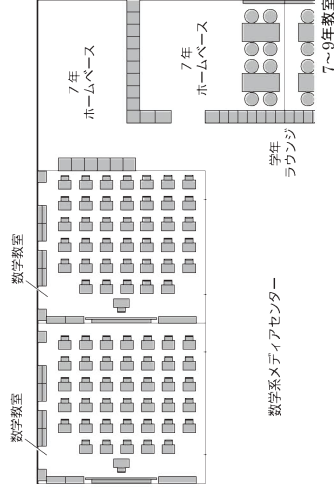 7年
ホームベース
7年
ホームベース
7～9年教室
学年
ラウンジ
数学教室
数学教室
数学系メディアセンター